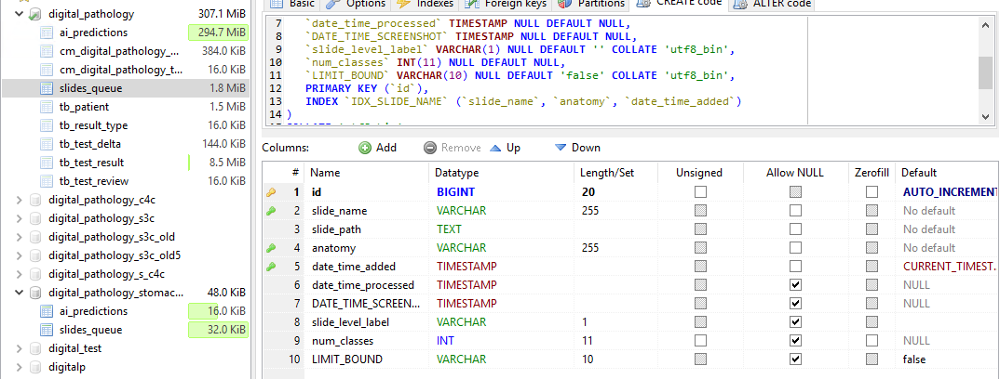 digital_pathology 307.1 MiB
ai_predictions 294.7 MiB
cm_digital_pathology_... 384.0 KiB
cm_digital_pathology_t... 16.0 KiB
slides_queue 1.8 MiB
tb_patient 1.5 MiB
tb_result_type 16.0 KiB
tb_test_delta 144.0 KiB
tb_test_result 8.5 MiB
tb_test_review 16.0 KiB
digital_pathology_c4c
digital_pathology_s3c
digital_pathology_s3c_old
digital_pathology_s3c_old5
digital_pathology_s_c4c
digital_pathology_stomac... 48.0 KiB
ai_predictions 16.0 KiB
slides_queue 32.0 KiB
digital_test
digitalp
Basic Options Indexes Foreign keys Partitions CREATE code ALTER code
7 `date_time_processed` TIMESTAMP NULL DEFAULT NULL,
8 `DATE_TIME_SCREENSHOT` TIMESTAMP NULL DEFAULT NULL,
9 `slide_level_label` VARCHAR(1) NULL DEFAULT '' COLLATE 'utf8_bin',
10 `num_classes` INT(11) NULL DEFAULT NULL,
11 `LIMIT_BOUND` VARCHAR(10) NULL DEFAULT 'false' COLLATE 'utf8_bin',
12 PRIMARY KEY (`id`),
13 INDEX `IDX_SLIDE_NAME` (`slide_name`, `anatomy`, `date_time_added`)
14 )
Columns: Add Remove Up Down
# Name Datatype Length/Set Unsigned Allow NULL Zerofill Default
1 id BIGINT 20 AUTO_INCREMENT
2 slide_name VARCHAR 255 No default
3 slide_path TEXT No default
4 anatomy VARCHAR 255 No default
5 date_time_added TIMESTAMP CURRENT_TIMEST...
6 date_time_processed TIMESTAMP NULL
7 DATE_TIME_SCREEN... TIMESTAMP NULL
8 slide_level_label VARCHAR 1
9 num_classes INT 11 NULL
10 LIMIT_BOUND VARCHAR 10 false